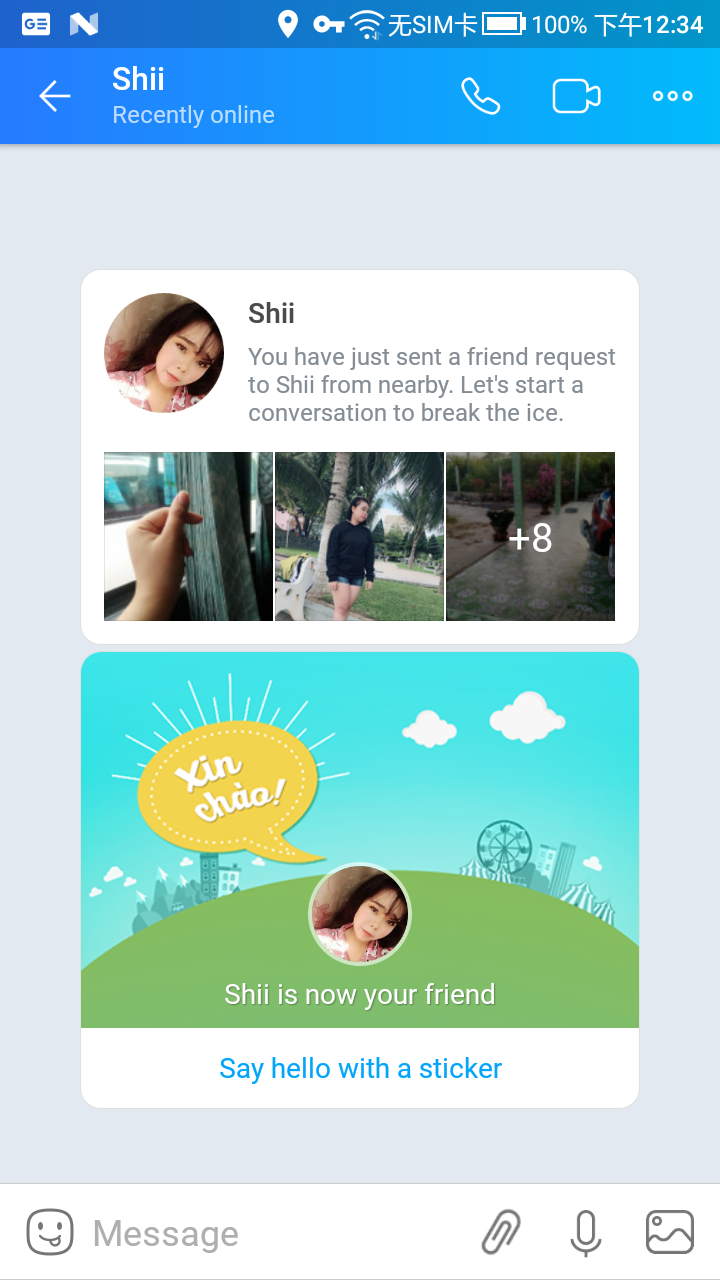 无SIM卡 100% 下午12:34
Shii
Recently online
Shii
You have just sent a friend request
to Shii from nearby. Let's start a
conversation to break the ice.
+8
Xin
chào!
Shii is now your friend
Say hello with a sticker
Message